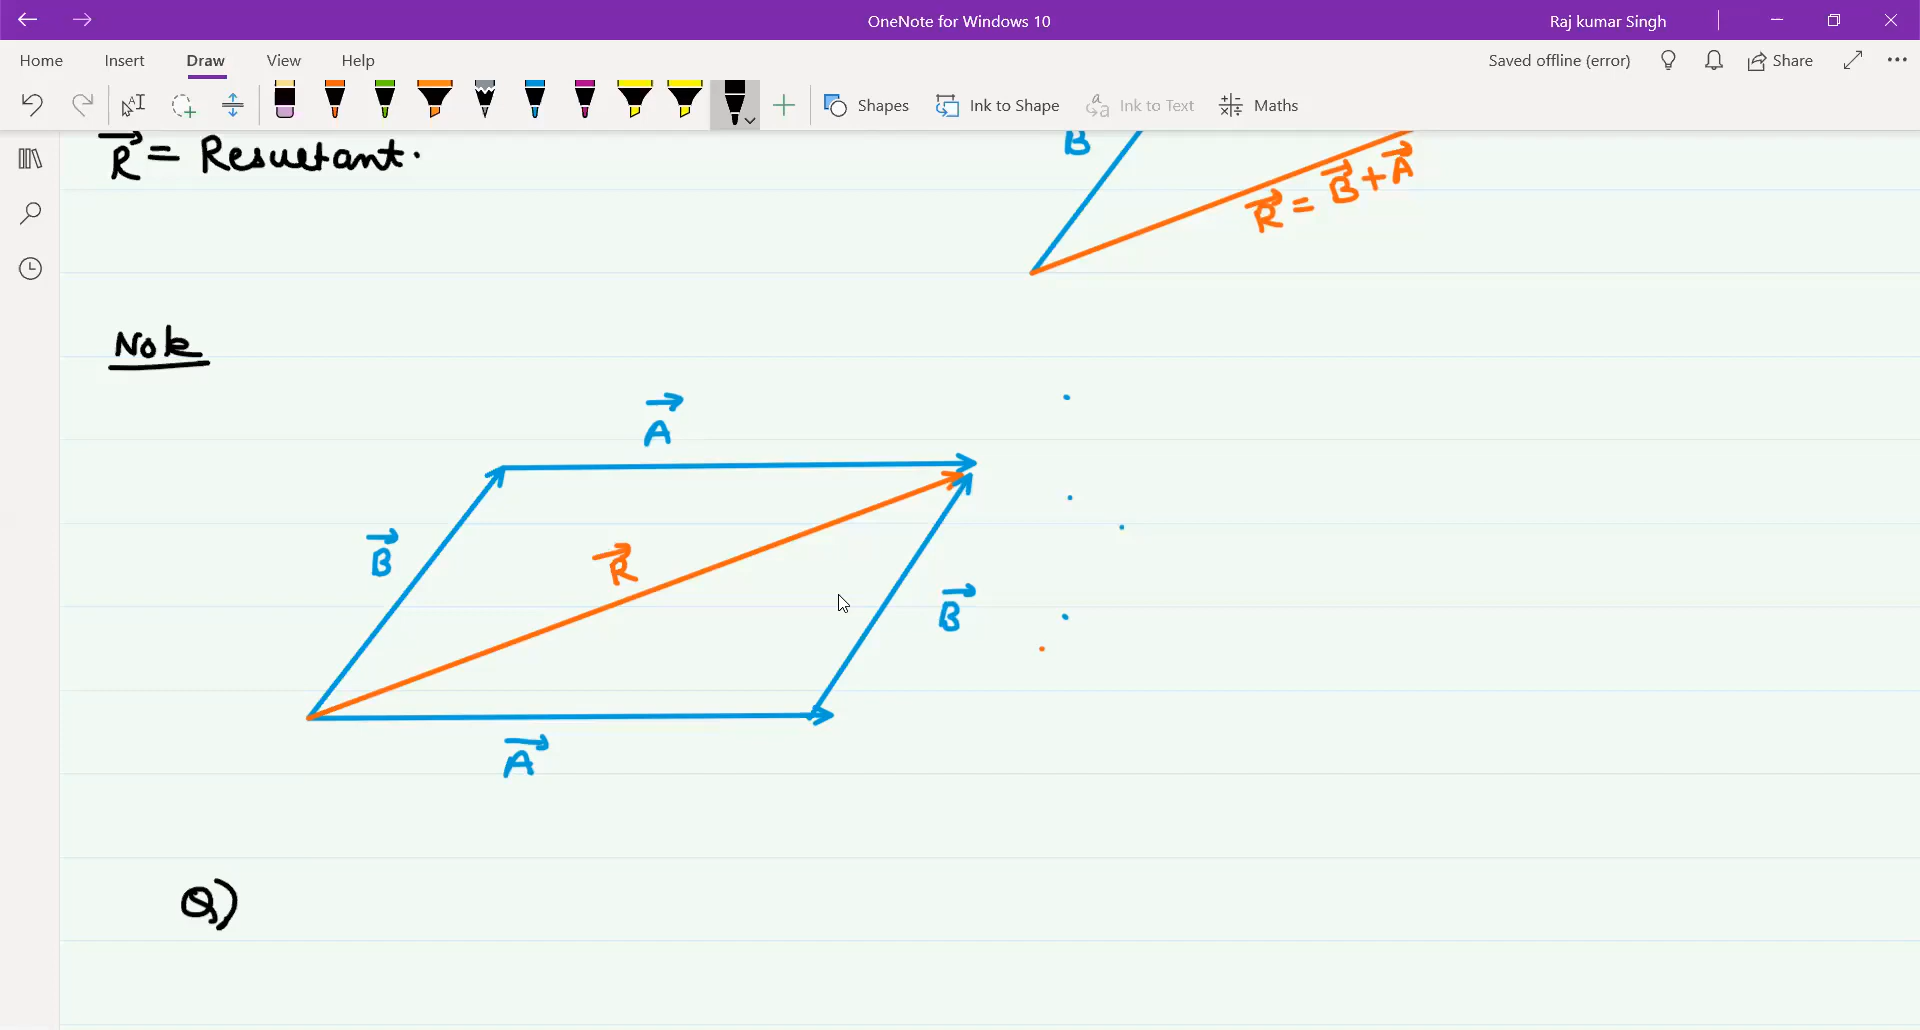 OneNote for Windows 10
Raj kumar Singh
Home Insert Draw View Help
Saved offline (error) Share
Shapes Ink to Shape Ink to Text Maths
R⃗ = Resultant.
B
R⃗ = B⃗ + A⃗
Note
A⃗
B⃗
R⃗
B⃗
A⃗
Q)